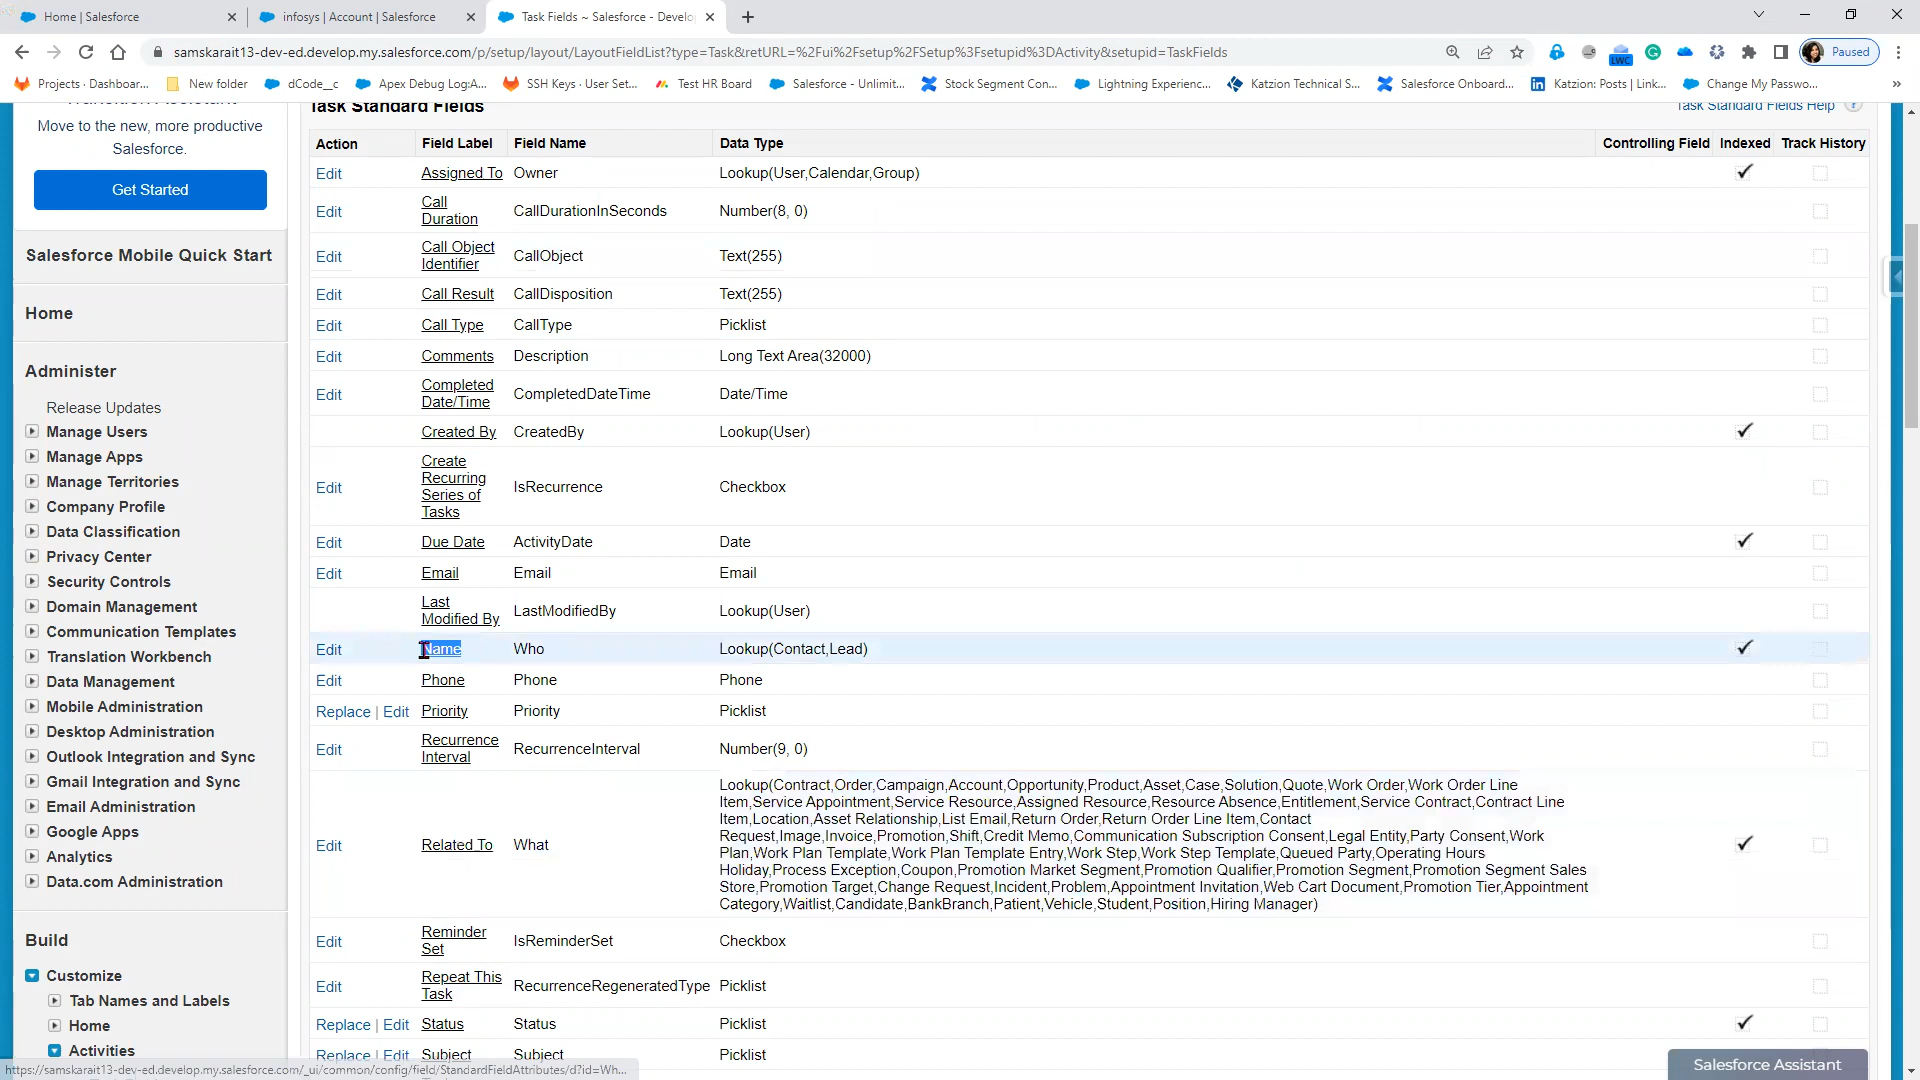 Home | Salesforce
infosys | Account | Salesforce
Task Fields ~ Salesforce - Develo
samskarait13-dev-ed.develop.my.salesforce.com/p/setup/layout/LayoutFieldList?type=Task&retURL=%2Fui%2Fsetup%2FSetup%3Fsetupid%3DActivity&setupid=TaskFields
LWC
Paused
Projects · Dashboar...
New folder
dCode__c
Apex Debug Log:A...
SSH Keys · User Set...
Test HR Board
Salesforce - Unlimit...
Stock Segment Con...
Lightning Experienc...
Katzion Technical S...
Salesforce Onboard...
Katzion: Posts | Link...
Change My Passwo...
»
Transition Assistant
Move to the new, more productive
Salesforce.
Get Started
Salesforce Mobile Quick Start
Home
Administer
Release Updates
Manage Users
Manage Apps
Manage Territories
Company Profile
Data Classification
Privacy Center
Security Controls
Domain Management
Communication Templates
Translation Workbench
Data Management
Mobile Administration
Desktop Administration
Outlook Integration and Sync
Gmail Integration and Sync
Email Administration
Google Apps
Analytics
Data.com Administration
Build
Customize
Tab Names and Labels
Home
Activities
Task Standard Fields
Task Standard Fields Help ?
Action Field Label Field Name Data Type Controlling Field Indexed Track History
Edit Assigned To Owner Lookup(User,Calendar,Group)
Edit Call Duration CallDurationInSeconds Number(8, 0)
Edit Call Object Identifier CallObject Text(255)
Edit Call Result CallDisposition Text(255)
Edit Call Type CallType Picklist
Edit Comments Description Long Text Area(32000)
Edit Completed Date/Time CompletedDateTime Date/Time
Created By CreatedBy Lookup(User)
Edit Create Recurring Series of Tasks IsRecurrence Checkbox
Edit Due Date ActivityDate Date
Edit Email Email Email
Last Modified By LastModifiedBy Lookup(User)
Edit Name Who Lookup(Contact,Lead)
Edit Phone Phone Phone
Replace | Edit Priority Priority Picklist
Edit Recurrence Interval RecurrenceInterval Number(9, 0)
Edit Related To What
Lookup(Contract,Order,Campaign,Account,Opportunity,Product,Asset,Case,Solution,Quote,Work Order,Work Order Line
Item,Service Appointment,Service Resource,Assigned Resource,Resource Absence,Entitlement,Service Contract,Contract Line
Item,Location,Asset Relationship,List Email,Return Order,Return Order Line Item,Contact
Request,Image,Invoice,Promotion,Shift,Credit Memo,Communication Subscription Consent,Legal Entity,Party Consent,Work
Plan,Work Plan Template,Work Plan Template Entry,Work Step,Work Step Template,Queued Party,Operating Hours
Holiday,Process Exception,Coupon,Promotion Market Segment,Promotion Qualifier,Promotion Segment,Promotion Segment Sales
Store,Promotion Target,Change Request,Incident,Problem,Appointment Invitation,Web Cart Document,Promotion Tier,Appointment
Category,Waitlist,Candidate,BankBranch,Patient,Vehicle,Student,Position,Hiring Manager)
Edit Reminder Set IsReminderSet Checkbox
Edit Repeat This Task RecurrenceRegeneratedType Picklist
Replace | Edit Status Status Picklist
Replace | Edit Subject Subject Picklist
https://samskarait13-dev-ed.develop.my.salesforce.com/_ui/common/config/field/StandardFieldAttributes/d?id=Wh...
Salesforce Assistant